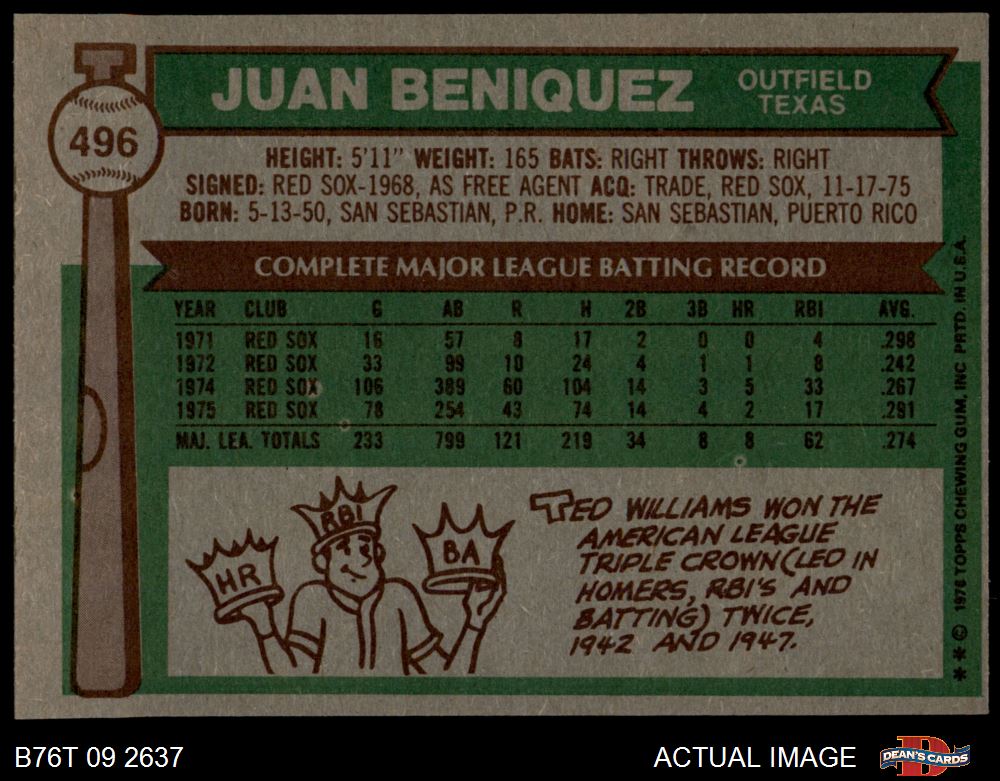 JUAN BENIQUEZ
OUTFIELD
TEXAS
496
HEIGHT: 5'11" WEIGHT: 165 BATS: RIGHT THROWS: RIGHT
SIGNED: RED SOX-1968, AS FREE AGENT ACQ: TRADE, RED SOX, 11-17-75
BORN: 5-13-50, SAN SEBASTIAN, P.R. HOME: SAN SEBASTIAN, PUERTO RICO
COMPLETE MAJOR LEAGUE BATTING RECORD
YEAR CLUB G AB R H 2B 3B HR RBI AVG.
1971 RED SOX 16 57 8 17 2 0 0 4 .298
1972 RED SOX 33 99 10 24 4 1 1 8 .242
1974 RED SOX 106 389 60 104 14 3 5 33 .267
1975 RED SOX 78 254 43 74 14 4 2 17 .291
MAJ. LEA. TOTALS 233 799 121 219 34 8 8 62 .274
RBI
HR
BA
TED WILLIAMS WON THE
AMERICAN LEAGUE
TRIPLE CROWN (LED IN
HOMERS, RBI'S AND
BATTING) TWICE,
1942 AND 1947.
* * © 1976 TOPPS CHEWING GUM, INC PRTD. IN U.S.A.
B76T 09 2637
ACTUAL IMAGE
DEAN'S CARDS